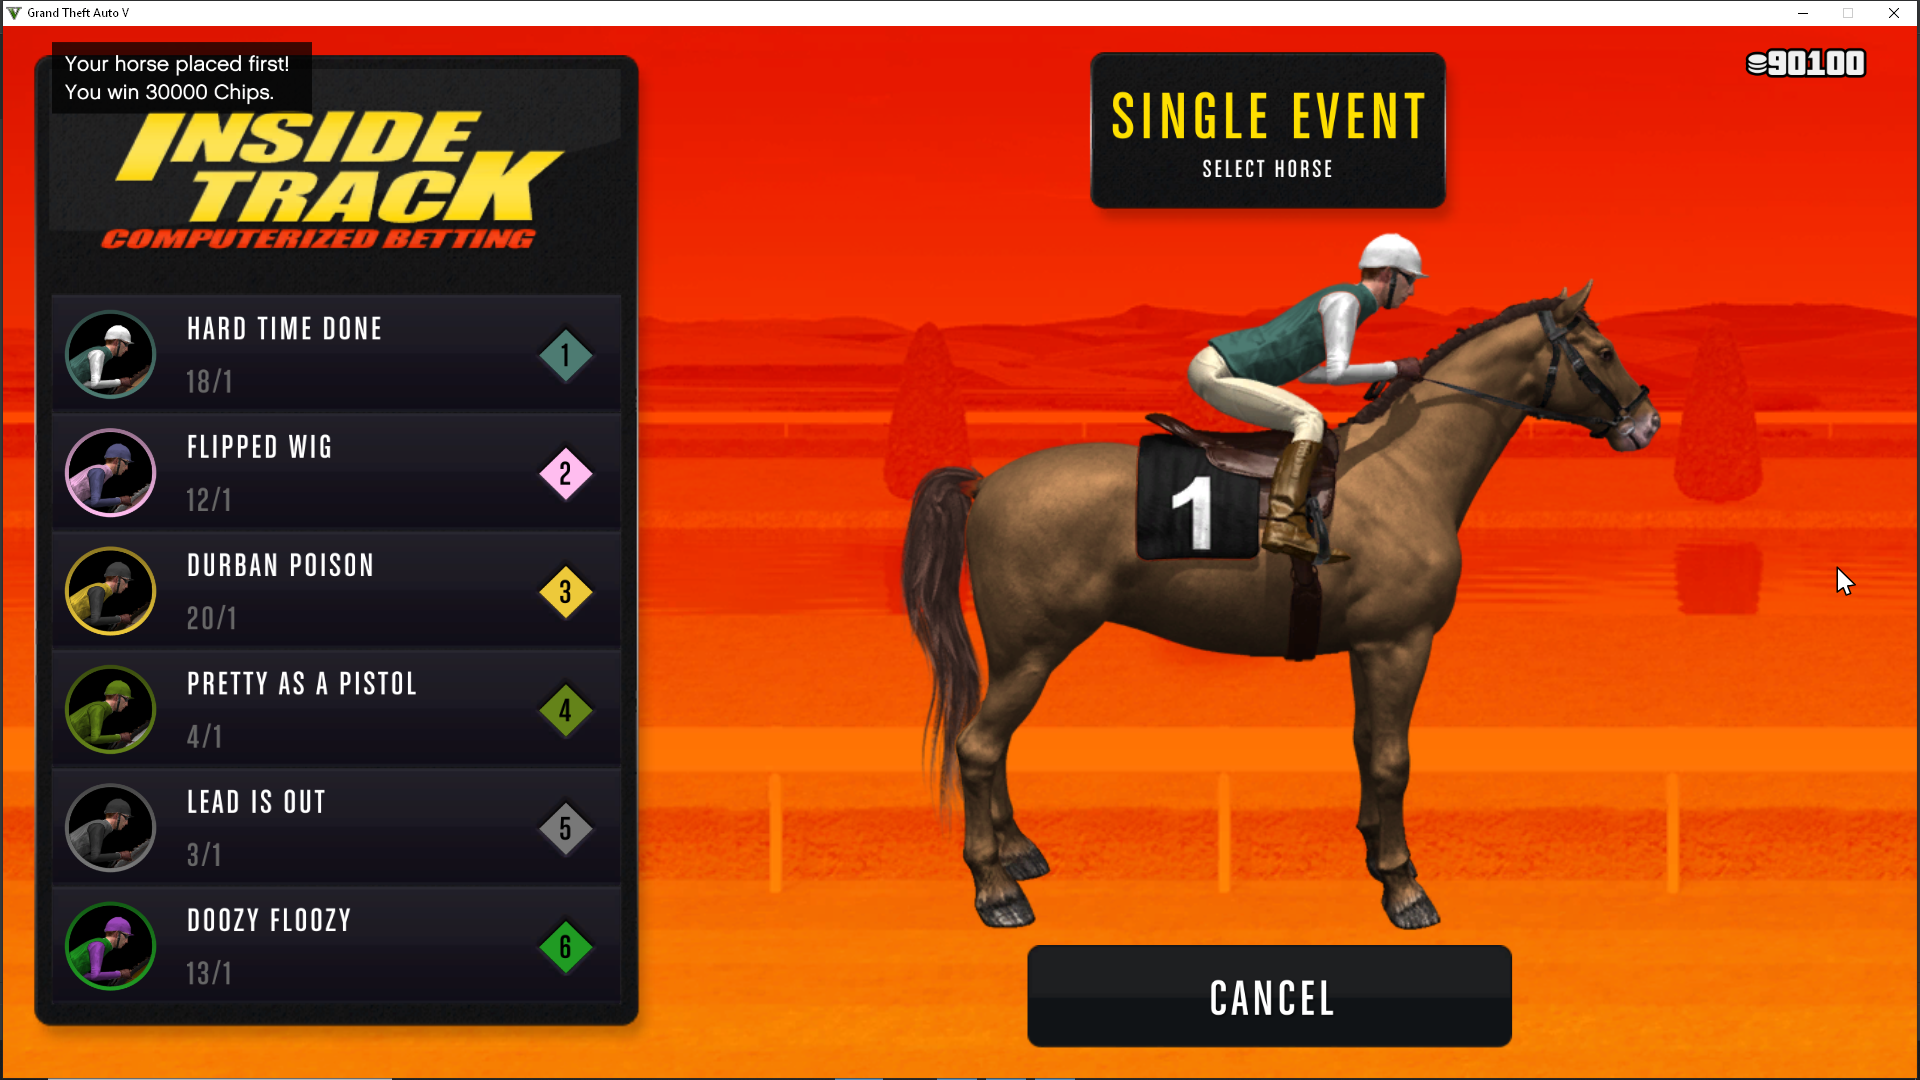 Grand Theft Auto V
Your horse placed first!
You win 30000 Chips.
INSIDE
TRACK
COMPUTERIZED BETTING
HARD TIME DONE
18/1
1
FLIPPED WIG
12/1
2
DURBAN POISON
20/1
3
PRETTY AS A PISTOL
4/1
4
LEAD IS OUT
3/1
5
DOOZY FLOOZY
13/1
6
SINGLE EVENT
SELECT HORSE
90100
1
CANCEL